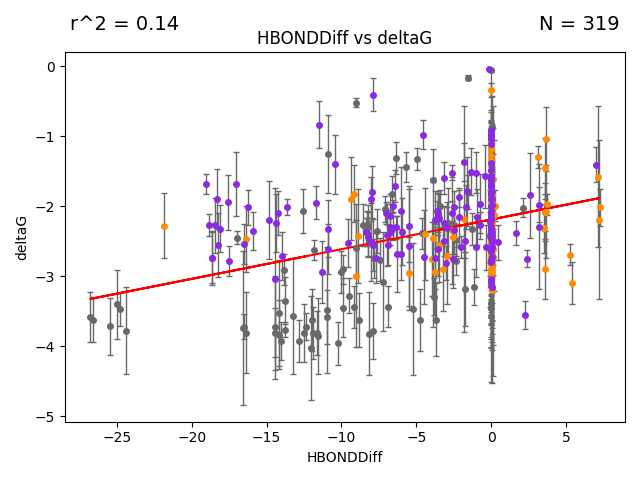 r^2 = 0.14
N = 319
HBONDDiff vs deltaG
0
−1
−2
−3
−4
−5
deltaG
−25
−20
−15
−10
−5
0
5
HBONDDiff